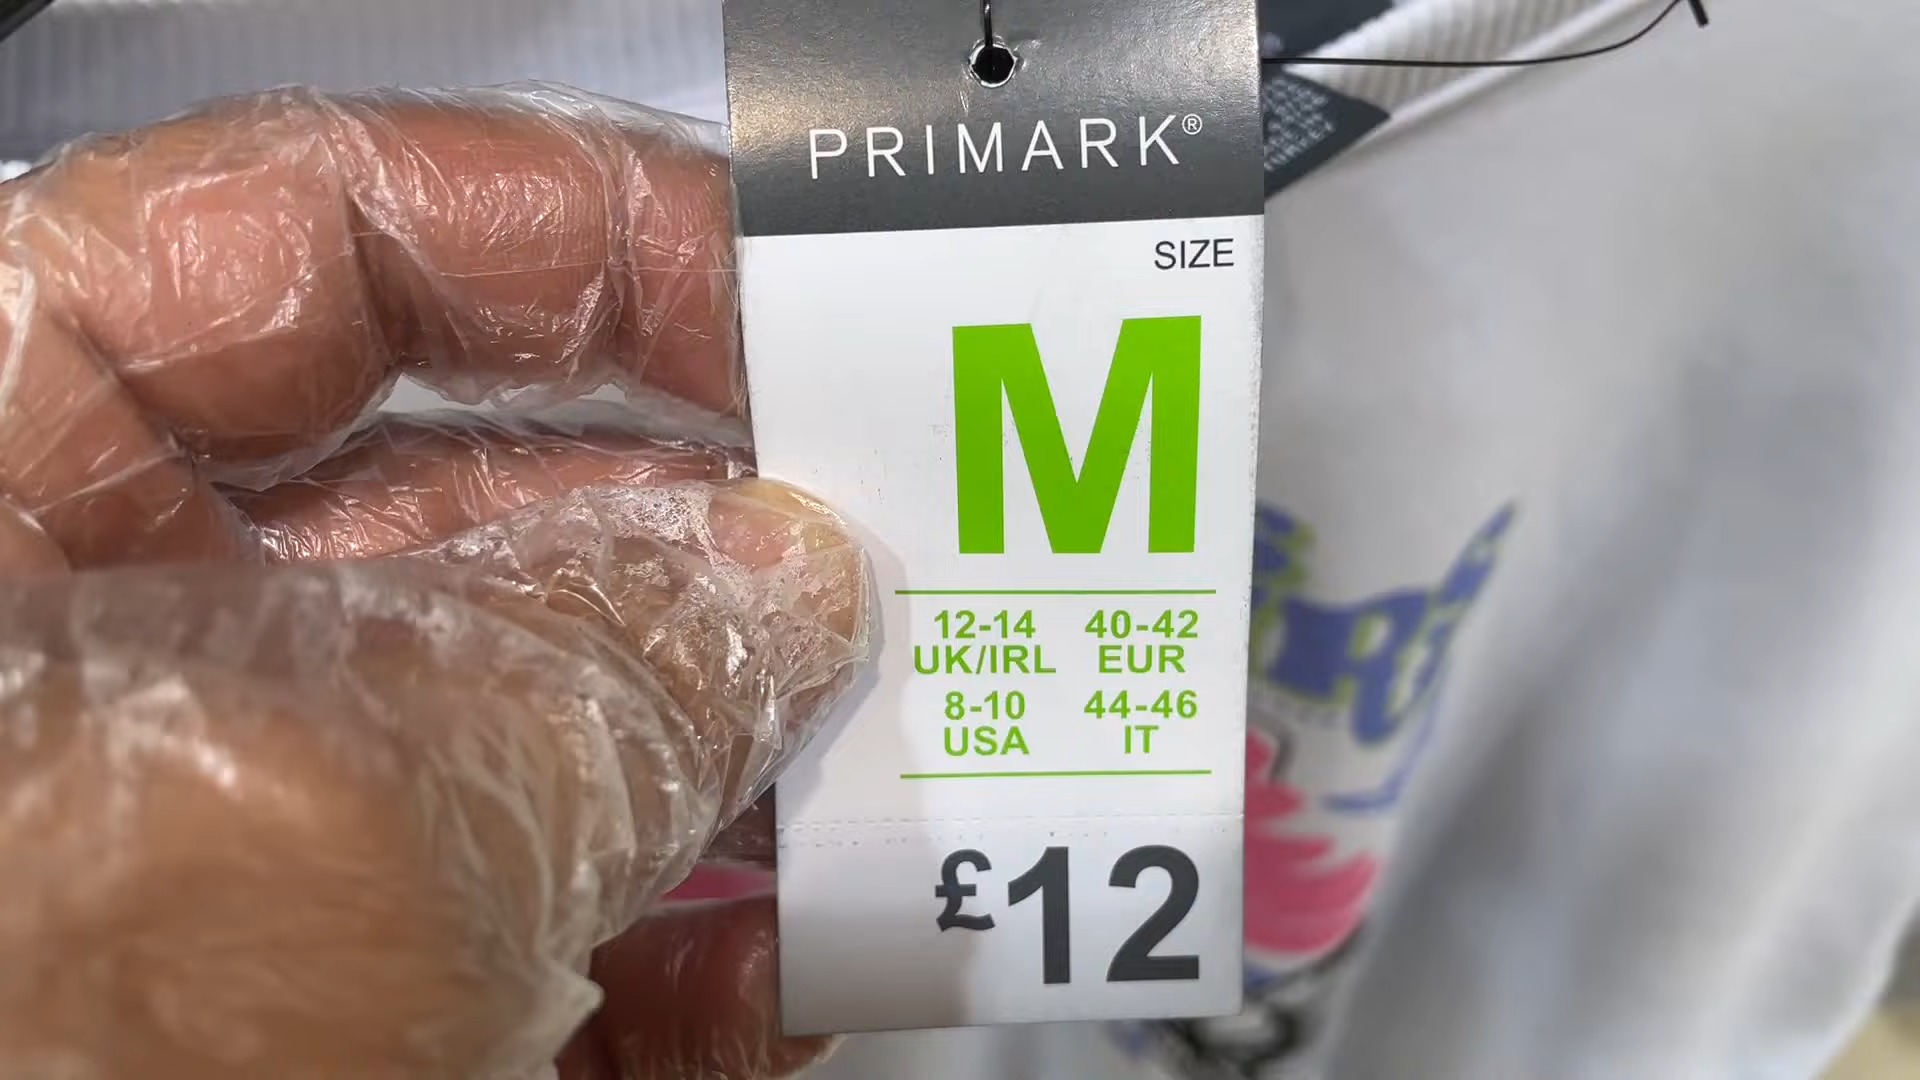 PRIMARK®
SIZE
M
12-14 40-42
UK/IRL EUR
8-10 44-46
USA IT
£12